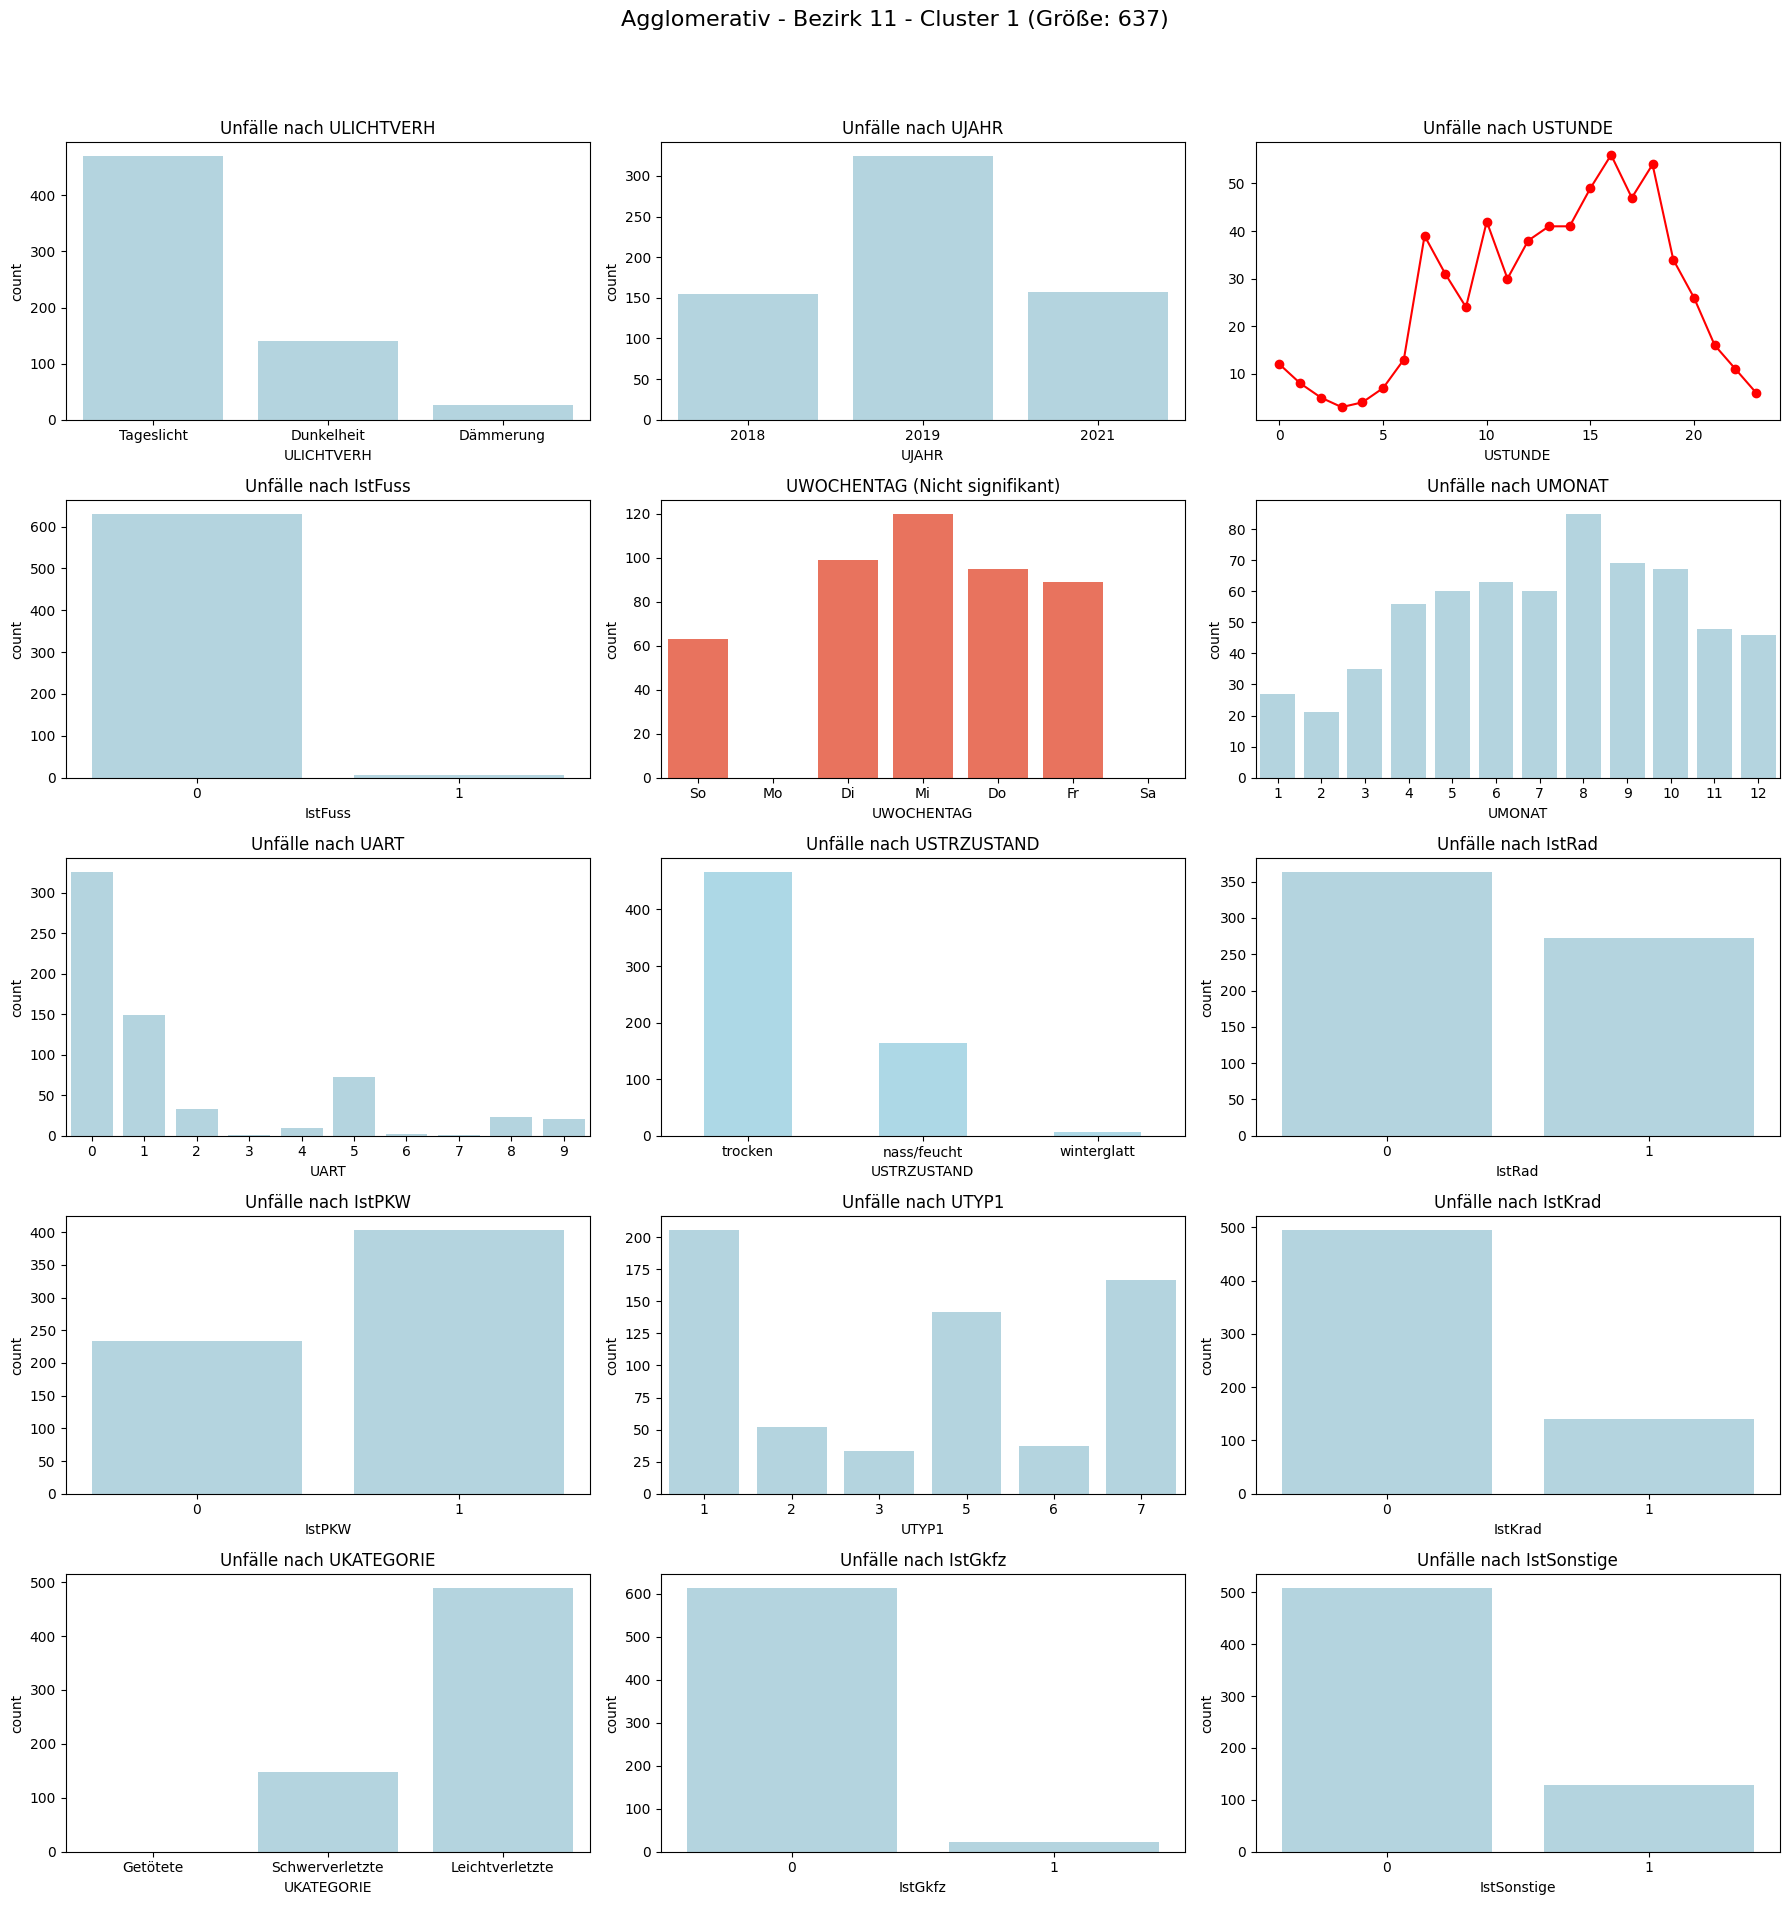 Agglomerativ - Bezirk 11 - Cluster 1 (Größe: 637)
Unfälle nach ULICHTVERH
count
400
300
200
100
0
Tageslicht Dunkelheit Dämmerung
ULICHTVERH
Unfälle nach UJAHR
count
300
250
200
150
100
50
0
2018 2019 2021
UJAHR
Unfälle nach USTUNDE
50
40
30
20
10
0 5 10 15 20
USTUNDE
Unfälle nach IstFuss
count
600
500
400
300
200
100
0
0 1
IstFuss
UWOCHENTAG (Nicht signifikant)
count
120
100
80
60
40
20
0
So Mo Di Mi Do Fr Sa
UWOCHENTAG
Unfälle nach UMONAT
count
80
70
60
50
40
30
20
10
0
1 2 3 4 5 6 7 8 9 10 11 12
UMONAT
Unfälle nach UART
count
300
250
200
150
100
50
0
0 1 2 3 4 5 6 7 8 9
UART
Unfälle nach USTRZUSTAND
400
300
200
100
0
trocken nass/feucht winterglatt
USTRZUSTAND
Unfälle nach IstRad
count
350
300
250
200
150
100
50
0
0 1
IstRad
Unfälle nach IstPKW
count
400
350
300
250
200
150
100
50
0
0 1
IstPKW
Unfälle nach UTYP1
count
200
175
150
125
100
75
50
25
0
1 2 3 5 6 7
UTYP1
Unfälle nach IstKrad
count
500
400
300
200
100
0
0 1
IstKrad
Unfälle nach UKATEGORIE
count
500
400
300
200
100
0
Getötete Schwerverletzte Leichtverletzte
UKATEGORIE
Unfälle nach IstGkfz
count
600
500
400
300
200
100
0
0 1
IstGkfz
Unfälle nach IstSonstige
count
500
400
300
200
100
0
0 1
IstSonstige